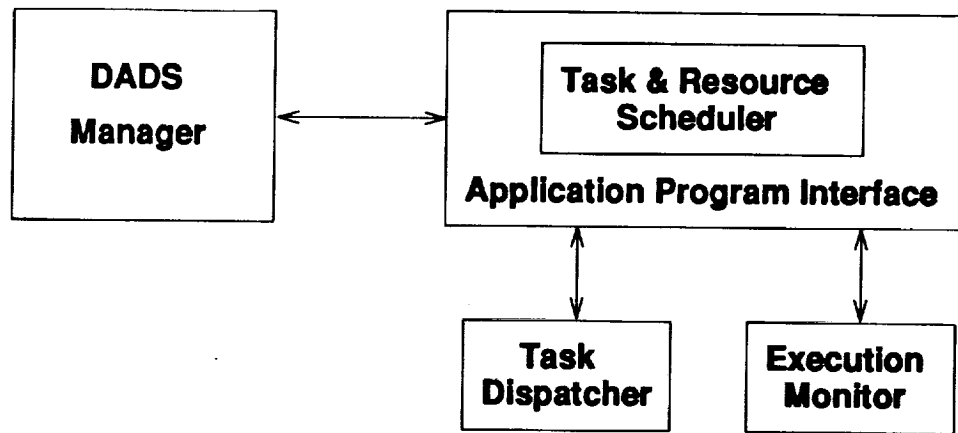 DADS
Manager
Task & Resource
Scheduler
Application Program Interface
Task
Dispatcher
Execution
Monitor